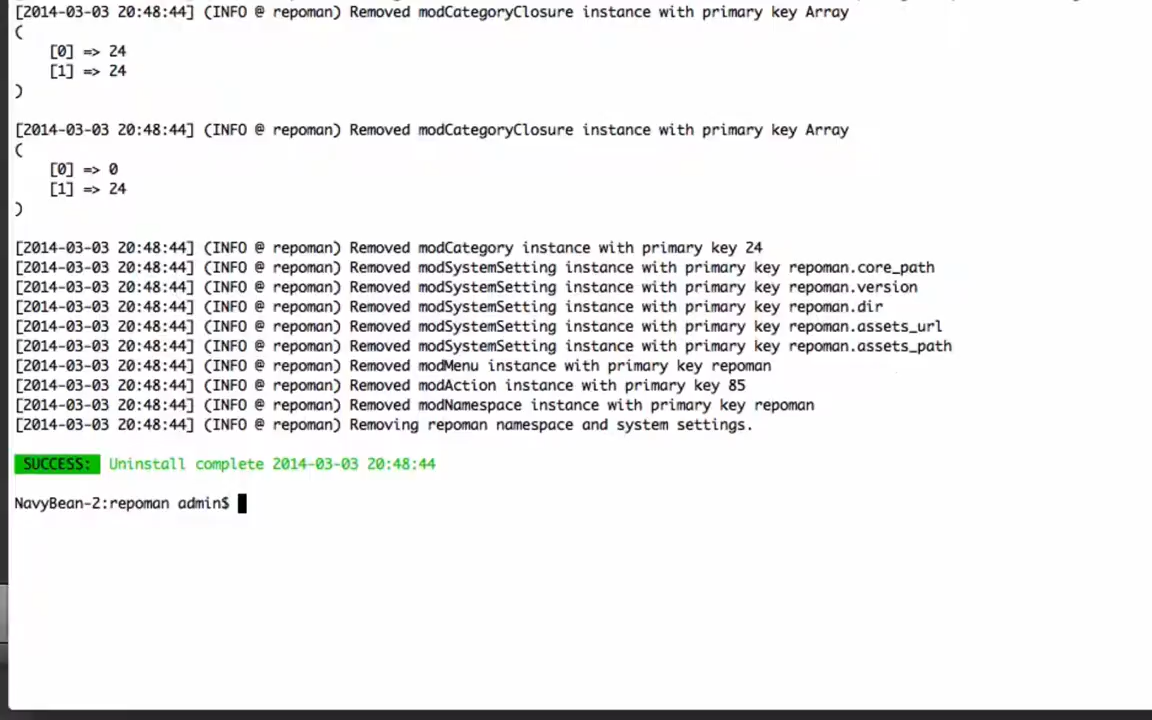 [2014-03-03 20:48:44] (INFO @ repoman) Removed modCategoryClosure instance with primary key Array
(
    [0] => 24
    [1] => 24
)
[2014-03-03 20:48:44] (INFO @ repoman) Removed modCategoryClosure instance with primary key Array
(
    [0] => 0
    [1] => 24
)
[2014-03-03 20:48:44] (INFO @ repoman) Removed modCategory instance with primary key 24
[2014-03-03 20:48:44] (INFO @ repoman) Removed modSystemSetting instance with primary key repoman.core_path
[2014-03-03 20:48:44] (INFO @ repoman) Removed modSystemSetting instance with primary key repoman.version
[2014-03-03 20:48:44] (INFO @ repoman) Removed modSystemSetting instance with primary key repoman.dir
[2014-03-03 20:48:44] (INFO @ repoman) Removed modSystemSetting instance with primary key repoman.assets_url
[2014-03-03 20:48:44] (INFO @ repoman) Removed modSystemSetting instance with primary key repoman.assets_path
[2014-03-03 20:48:44] (INFO @ repoman) Removed modMenu instance with primary key repoman
[2014-03-03 20:48:44] (INFO @ repoman) Removed modAction instance with primary key 85
[2014-03-03 20:48:44] (INFO @ repoman) Removed modNamespace instance with primary key repoman
[2014-03-03 20:48:44] (INFO @ repoman) Removing repoman namespace and system settings.
SUCCESS: Uninstall complete 2014-03-03 20:48:44
NavyBean-2:repoman admin$